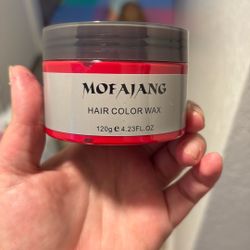 MOFAJANG
HAIR COLOR WAX
120g e 4.23FL.OZ